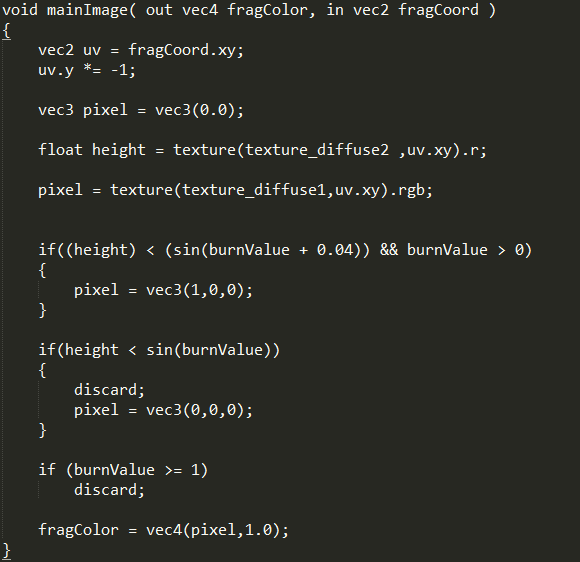 void mainImage( out vec4 fragColor, in vec2 fragCoord )
{
    vec2 uv = fragCoord.xy;
    uv.y *= -1;

    vec3 pixel = vec3(0.0);

    float height = texture(texture_diffuse2 ,uv.xy).r;

    pixel = texture(texture_diffuse1,uv.xy).rgb;


    if((height) < (sin(burnValue + 0.04)) && burnValue > 0)
    {
        pixel = vec3(1,0,0);
    }

    if(height < sin(burnValue))
    {
        discard;
        pixel = vec3(0,0,0);
    }

    if (burnValue >= 1)
        discard;

    fragColor = vec4(pixel,1.0);
}